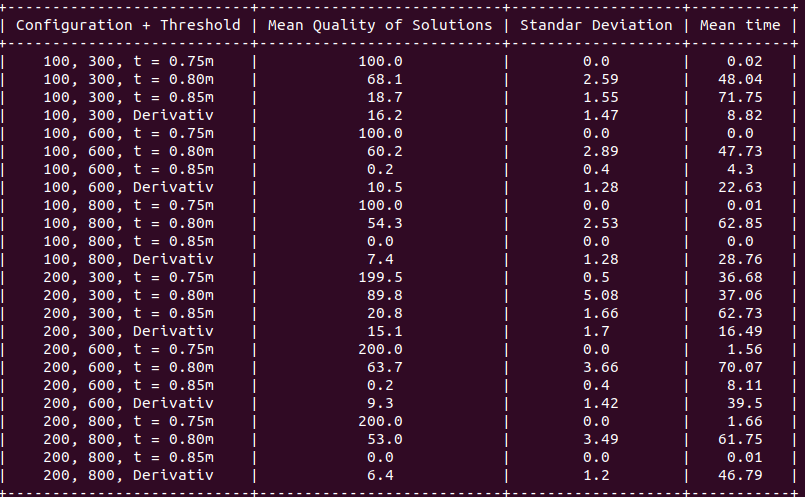 +---------------------------+----------------------------+-------------------+-----------+
| Configuration + Threshold | Mean Quality of Solutions | Standar Deviation | Mean time |
+---------------------------+----------------------------+-------------------+-----------+
| 100, 300, t = 0.75m | 100.0 | 0.0 | 0.02 |
| 100, 300, t = 0.80m | 68.1 | 2.59 | 48.04 |
| 100, 300, t = 0.85m | 18.7 | 1.55 | 71.75 |
| 100, 300, Derivativ | 16.2 | 1.47 | 8.82 |
| 100, 600, t = 0.75m | 100.0 | 0.0 | 0.0 |
| 100, 600, t = 0.80m | 60.2 | 2.89 | 47.73 |
| 100, 600, t = 0.85m | 0.2 | 0.4 | 4.3 |
| 100, 600, Derivativ | 10.5 | 1.28 | 22.63 |
| 100, 800, t = 0.75m | 100.0 | 0.0 | 0.01 |
| 100, 800, t = 0.80m | 54.3 | 2.53 | 62.85 |
| 100, 800, t = 0.85m | 0.0 | 0.0 | 0.0 |
| 100, 800, Derivativ | 7.4 | 1.28 | 28.76 |
| 200, 300, t = 0.75m | 199.5 | 0.5 | 36.68 |
| 200, 300, t = 0.80m | 89.8 | 5.08 | 37.06 |
| 200, 300, t = 0.85m | 20.8 | 1.66 | 62.73 |
| 200, 300, Derivativ | 15.1 | 1.7 | 16.49 |
| 200, 600, t = 0.75m | 200.0 | 0.0 | 1.56 |
| 200, 600, t = 0.80m | 63.7 | 3.66 | 70.07 |
| 200, 600, t = 0.85m | 0.2 | 0.4 | 8.11 |
| 200, 600, Derivativ | 9.3 | 1.42 | 39.5 |
| 200, 800, t = 0.75m | 200.0 | 0.0 | 1.66 |
| 200, 800, t = 0.80m | 53.0 | 3.49 | 61.75 |
| 200, 800, t = 0.85m | 0.0 | 0.0 | 0.01 |
| 200, 800, Derivativ | 6.4 | 1.2 | 46.79 |
+---------------------------+----------------------------+-------------------+-----------+